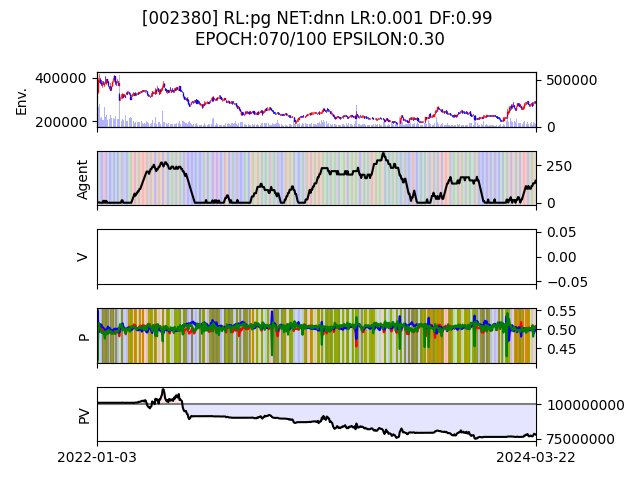 [002380] RL:pg NET:dnn LR:0.001 DF:0.99
EPOCH:070/100 EPSILON:0.30
Env.
400000
200000
500000
0
Agent
250
0
V
0.05
0.00
−0.05
P
0.55
0.50
0.45
PV
100000000
75000000
2022-01-03
2024-03-22